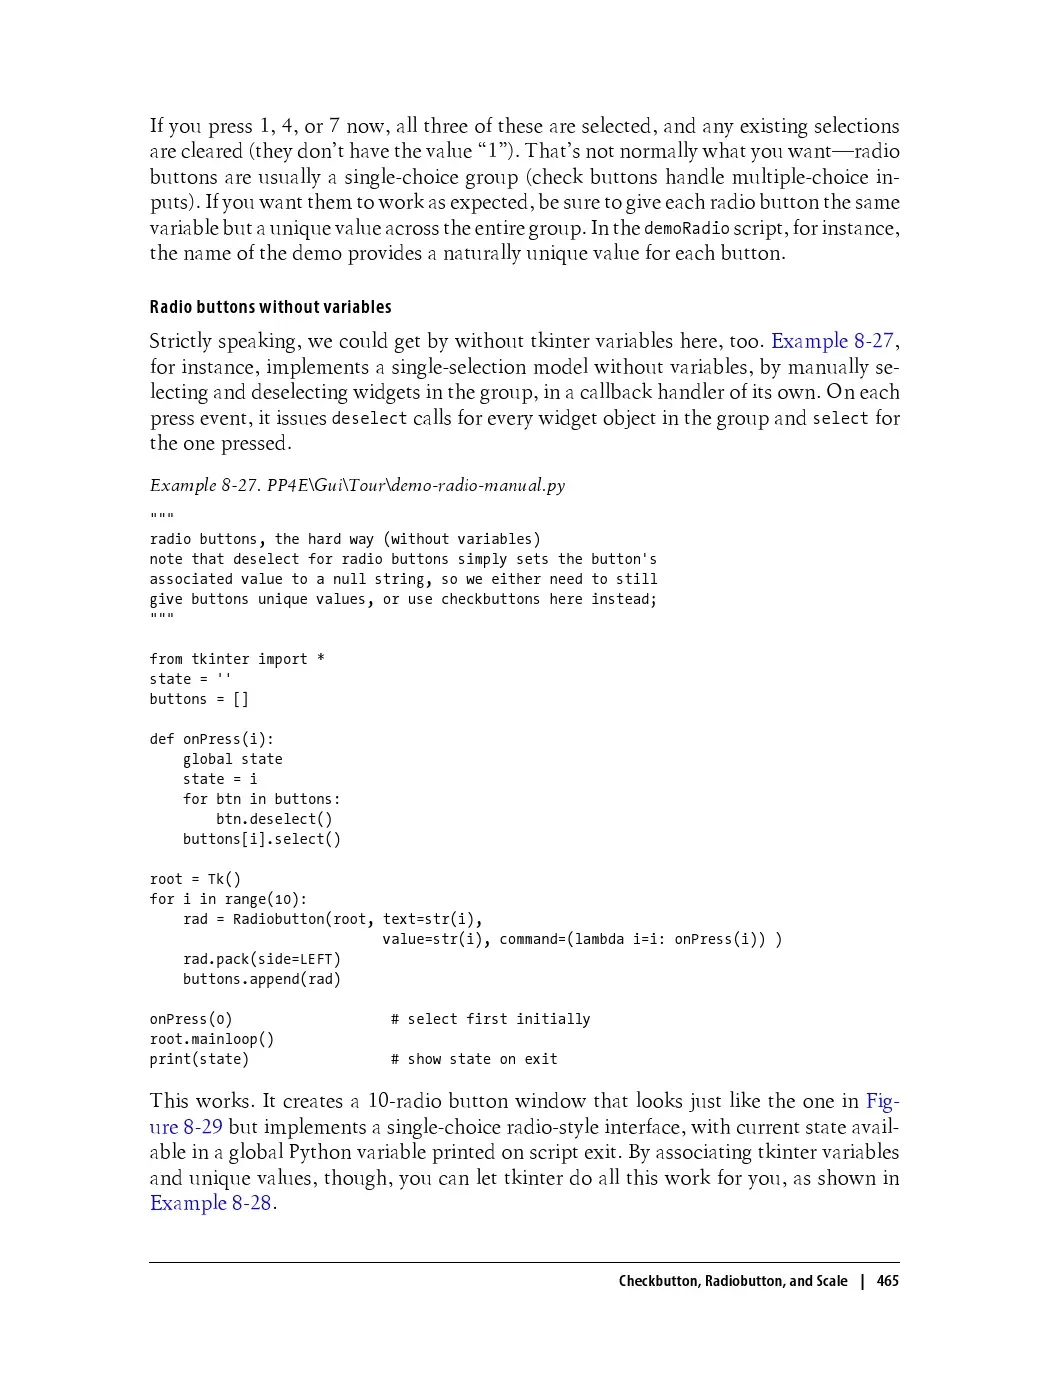 If you press 1, 4, or 7 now, all three of these are selected, and any existing selections
are cleared (they don’t have the value “1”). That’s not normally what you want—radio
buttons are usually a single-choice group (check buttons handle multiple-choice in-
puts). If you want them to work as expected, be sure to give each radio button the same
variable but a unique value across the entire group. In the demoRadio script, for instance,
the name of the demo provides a naturally unique value for each button.
Radio buttons without variables
Strictly speaking, we could get by without tkinter variables here, too. Example 8-27,
for instance, implements a single-selection model without variables, by manually se-
lecting and deselecting widgets in the group, in a callback handler of its own. On each
press event, it issues deselect calls for every widget object in the group and select for
the one pressed.
Example 8-27. PP4E\Gui\Tour\demo-radio-manual.py
"""
radio buttons, the hard way (without variables)
note that deselect for radio buttons simply sets the button's
associated value to a null string, so we either need to still
give buttons unique values, or use checkbuttons here instead;
"""
from tkinter import *
state = ''
buttons = []
def onPress(i):
    global state
    state = i
    for btn in buttons:
        btn.deselect()
    buttons[i].select()
root = Tk()
for i in range(10):
    rad = Radiobutton(root, text=str(i),
                            value=str(i), command=(lambda i=i: onPress(i)) )
    rad.pack(side=LEFT)
    buttons.append(rad)
onPress(0)                   # select first initially
root.mainloop()
print(state)                 # show state on exit
This works. It creates a 10-radio button window that looks just like the one in Fig-
ure 8-29 but implements a single-choice radio-style interface, with current state avail-
able in a global Python variable printed on script exit. By associating tkinter variables
and unique values, though, you can let tkinter do all this work for you, as shown in
Example 8-28.
Checkbutton, Radiobutton, and Scale | 465